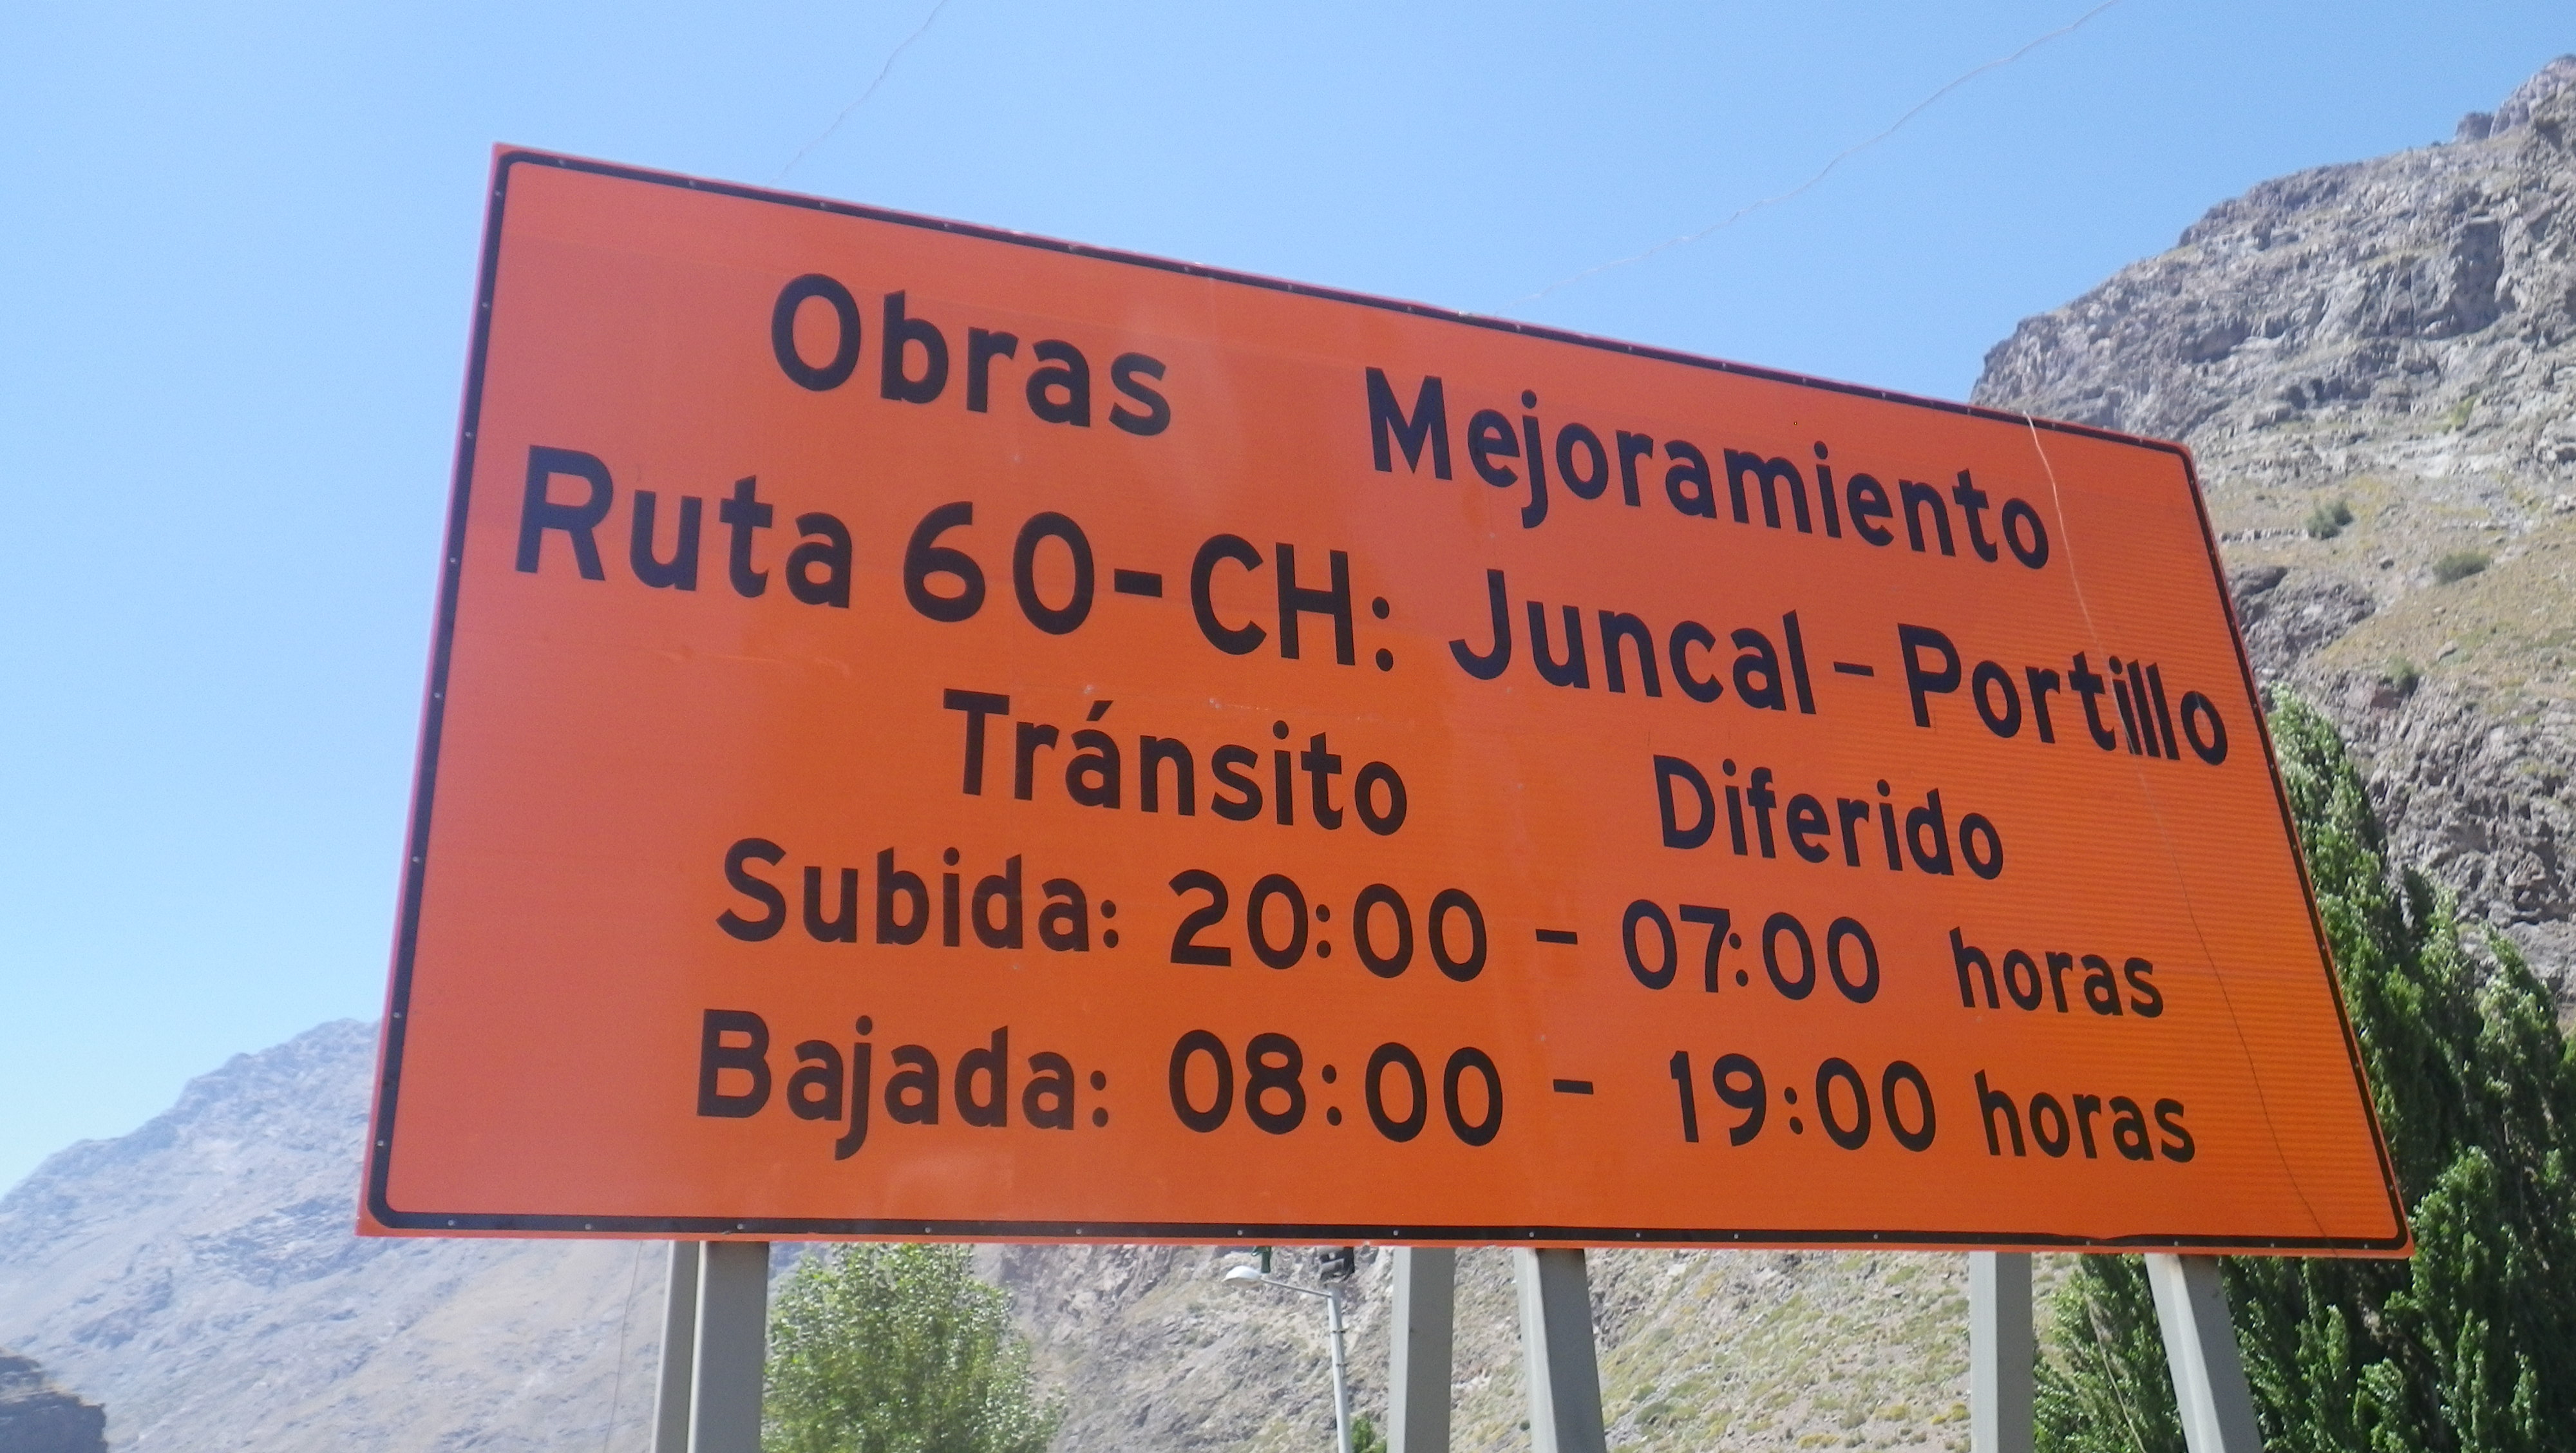 Obras Mejoramiento
Ruta 60-CH: Juncal - Portillo
Tránsito Diferido
Subida: 20:00 - 07:00 horas
Bajada: 08:00 - 19:00 horas